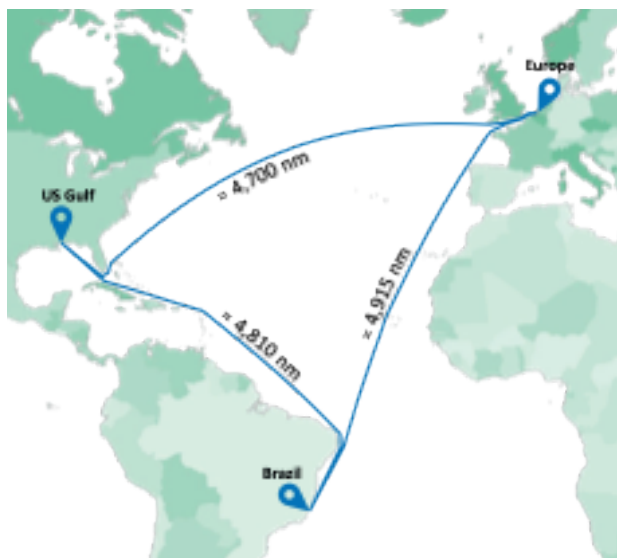 Europe
= 4,700 nm
US Gulf
= 4,915 nm
= 4,810 nm
Brazil